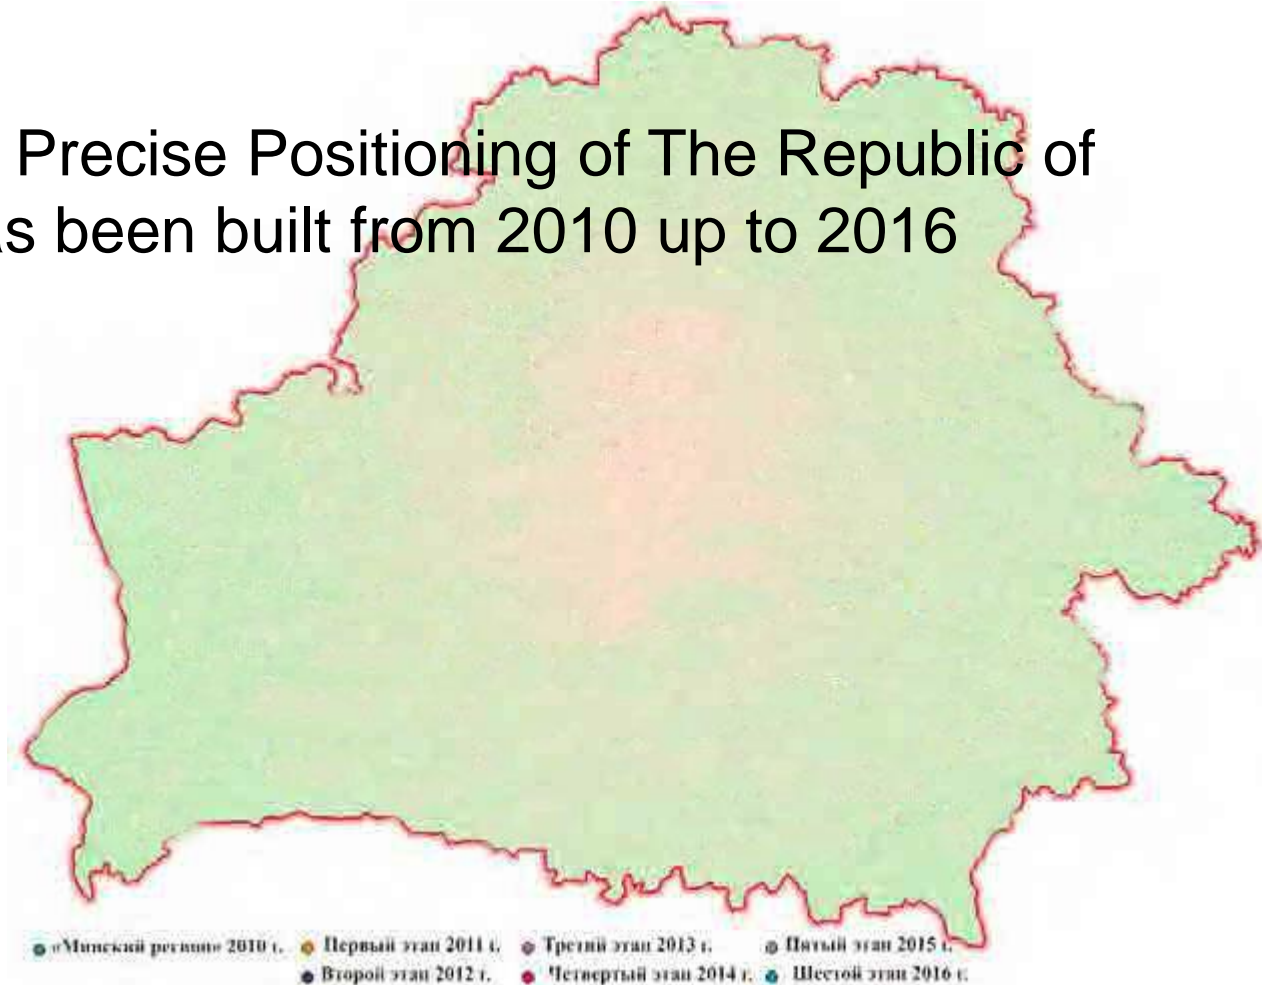 Precise Positioning of The Republic of
As been built from 2010 up to 2016
«Минский регион» 2010 г. Первый этап 2011 г. Третий этап 2013 г. Пятый этап 2015 г.
Второй этап 2012 г. Четвертый этап 2014 г. Шестой этап 2016 г.